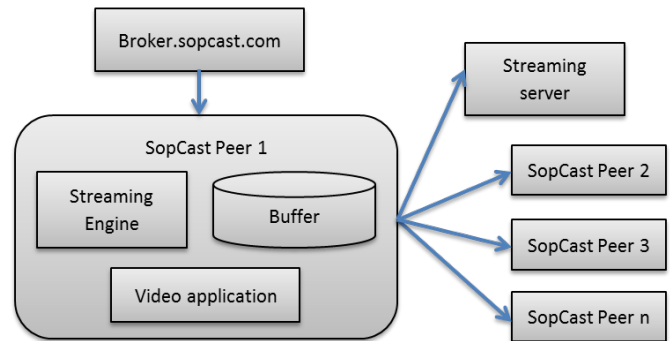 Broker.sopcast.com
Streaming
server
SopCast Peer 1
Streaming
Engine
Buffer
Video application
SopCast Peer 2
SopCast Peer 3
SopCast Peer n